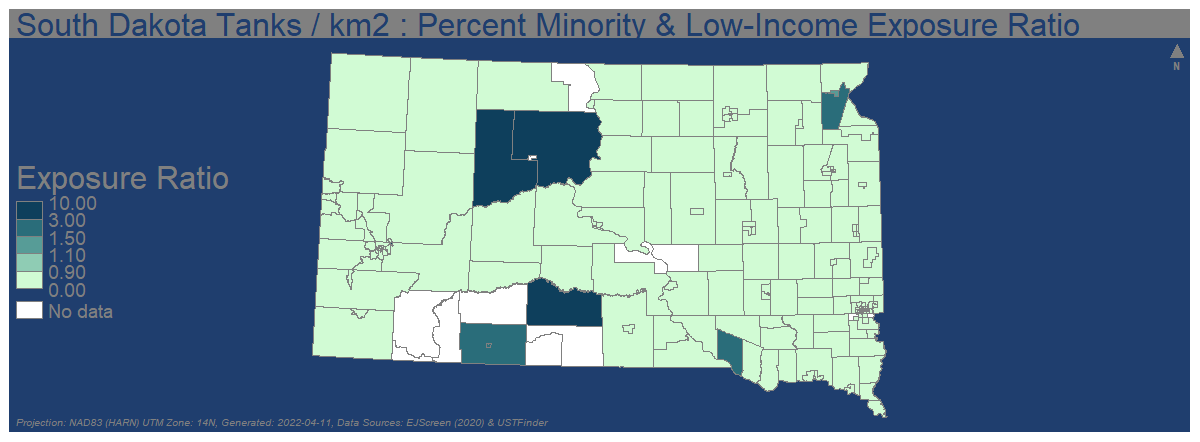 South Dakota Tanks / km2 : Percent Minority & Low-Income Exposure Ratio
N
Exposure Ratio
10.00
3.00
1.50
1.10
0.90
0.00
No data
Projection: NAD83 (HARN) UTM Zone: 14N, Generated: 2022-04-11, Data Sources: EJScreen (2020) & USTFinder